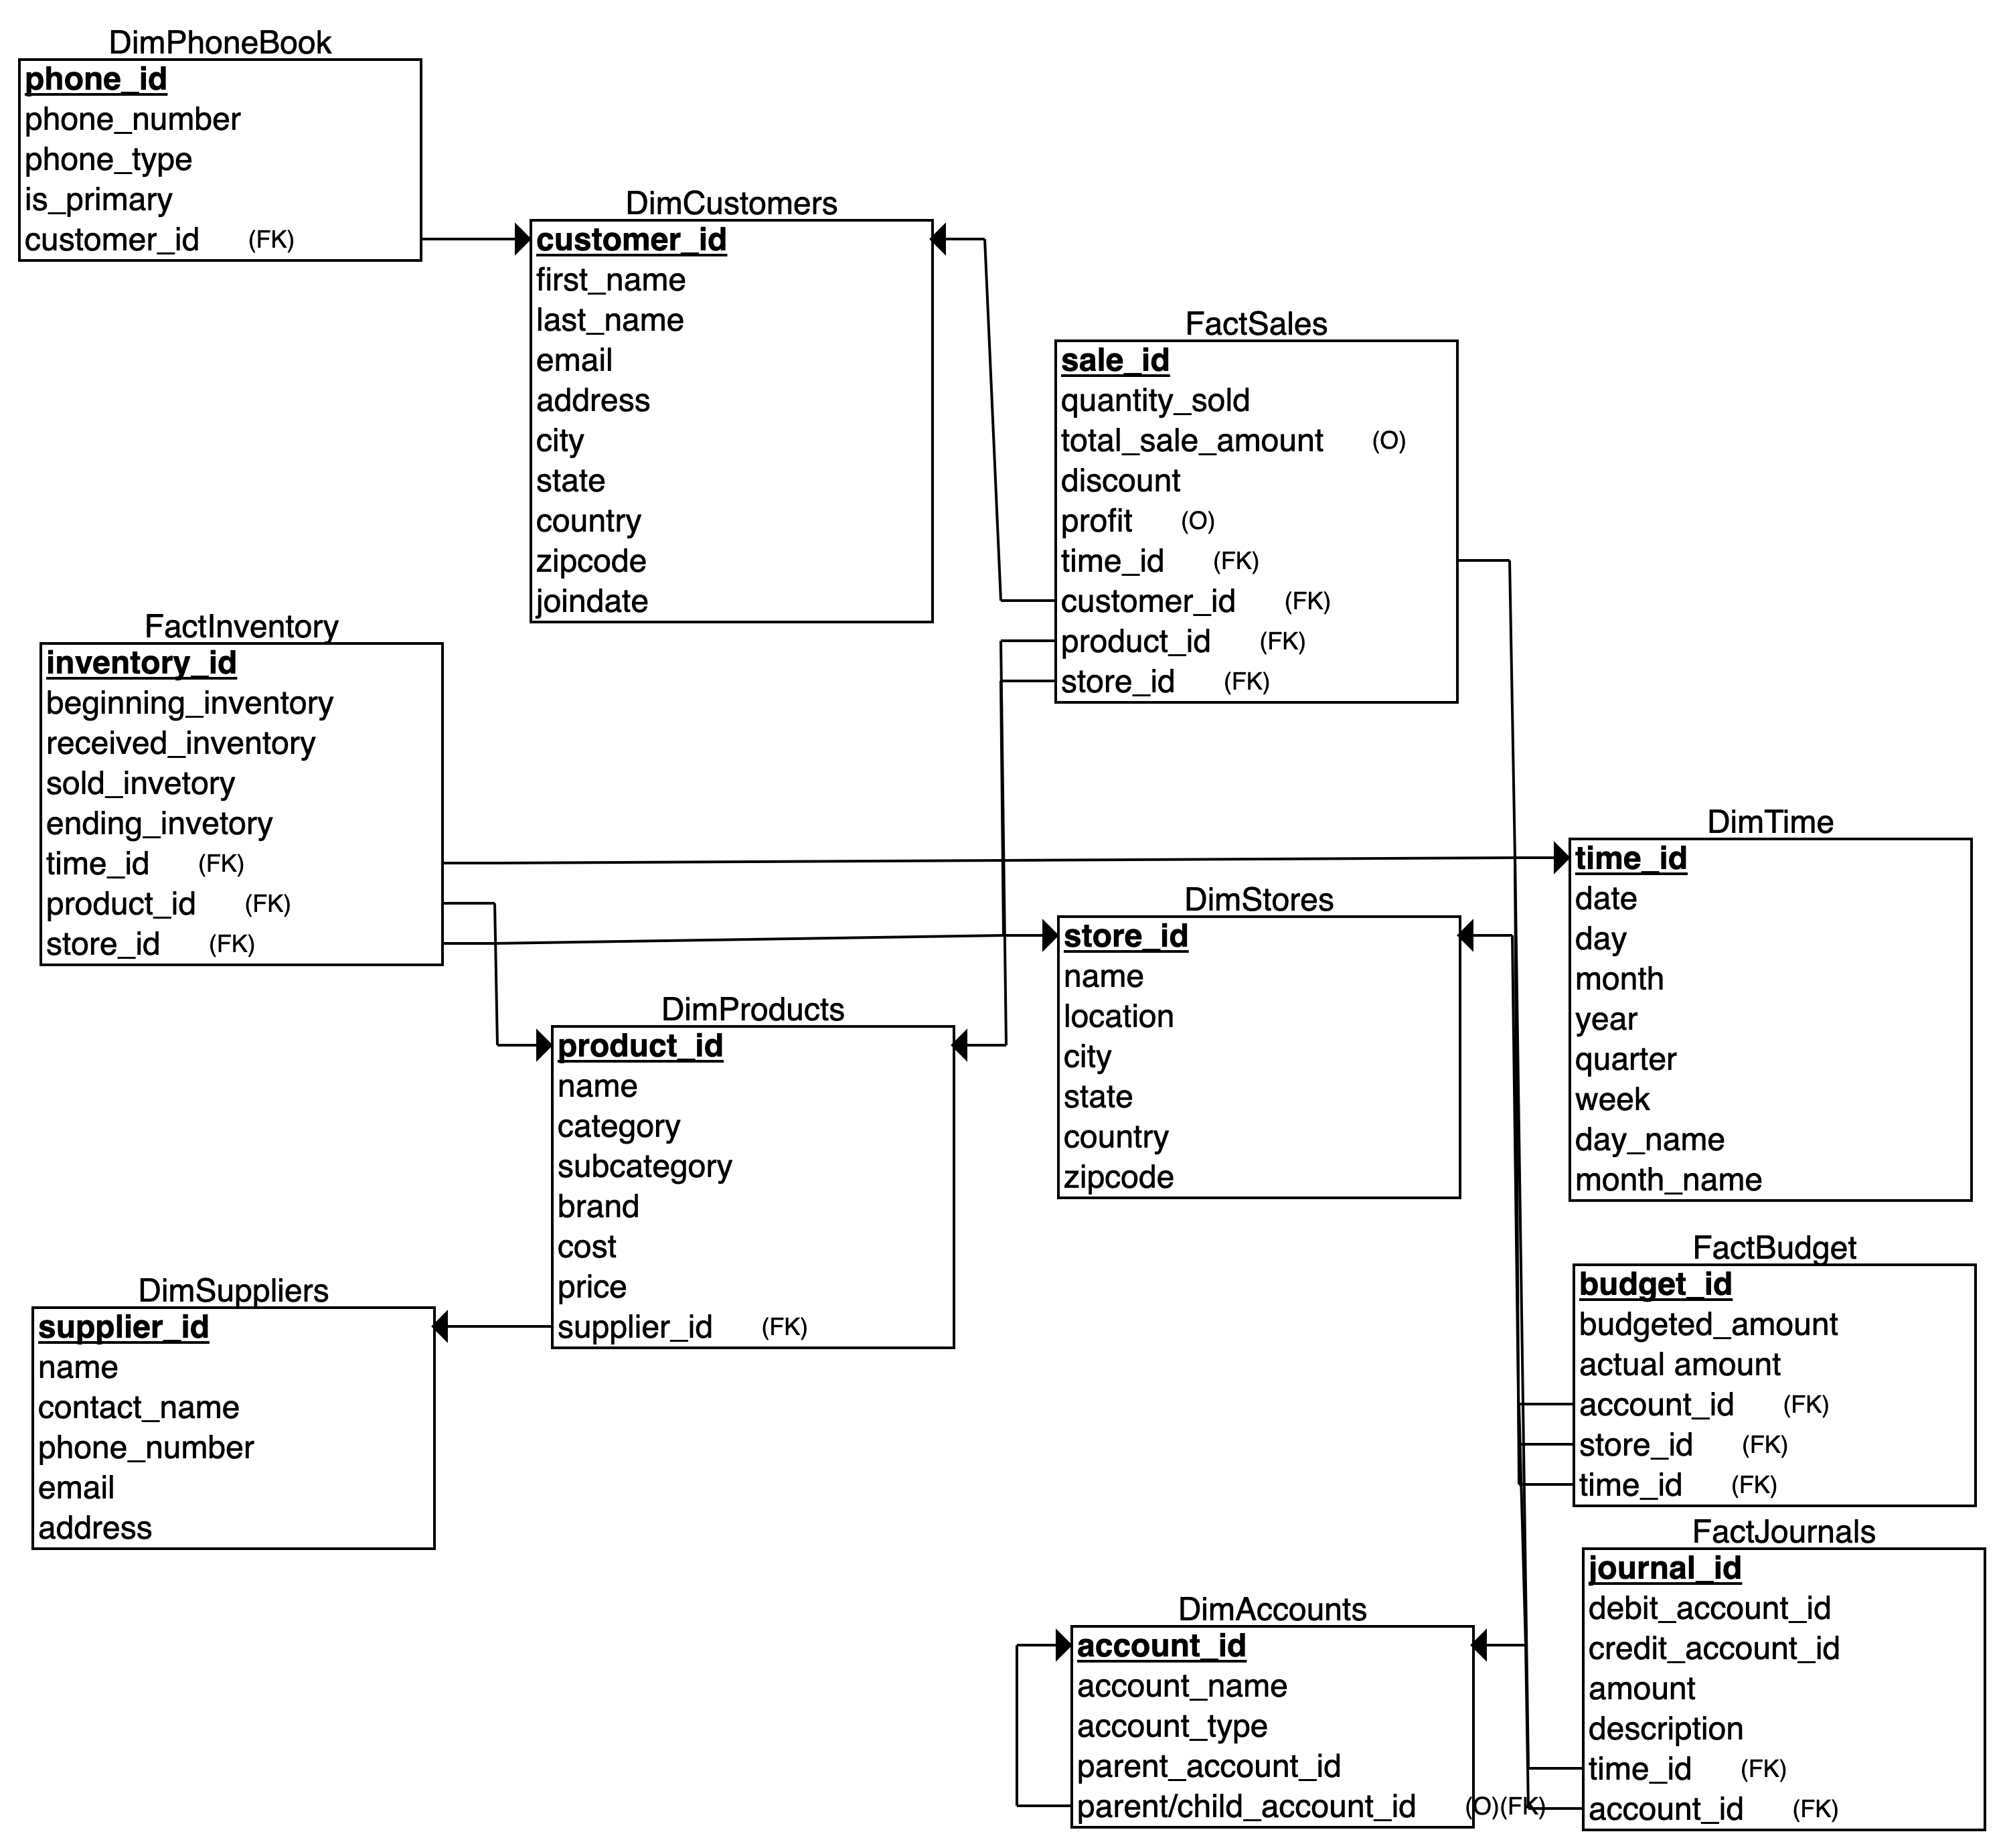 DimPhoneBook
phone_id
phone_number
phone_type
is_primary
customer_id (FK)
DimCustomers
customer_id
first_name
last_name
email
address
city
state
country
zipcode
joindate
FactSales
sale_id
quantity_sold
total_sale_amount (O)
discount
profit (O)
time_id (FK)
customer_id (FK)
product_id (FK)
store_id (FK)
FactInventory
inventory_id
beginning_inventory
received_inventory
sold_invetory
ending_invetory
time_id (FK)
product_id (FK)
store_id (FK)
DimTime
time_id
date
day
month
year
quarter
week
day_name
month_name
DimStores
store_id
name
location
city
state
country
zipcode
DimProducts
product_id
name
category
subcategory
brand
cost
price
supplier_id (FK)
DimSuppliers
supplier_id
name
contact_name
phone_number
email
address
FactBudget
budget_id
budgeted_amount
actual amount
account_id (FK)
store_id (FK)
time_id (FK)
FactJournals
journal_id
debit_account_id
credit_account_id
amount
description
time_id (FK)
account_id (FK)
DimAccounts
account_id
account_name
account_type
parent_account_id
parent/child_account_id (O)(FK)